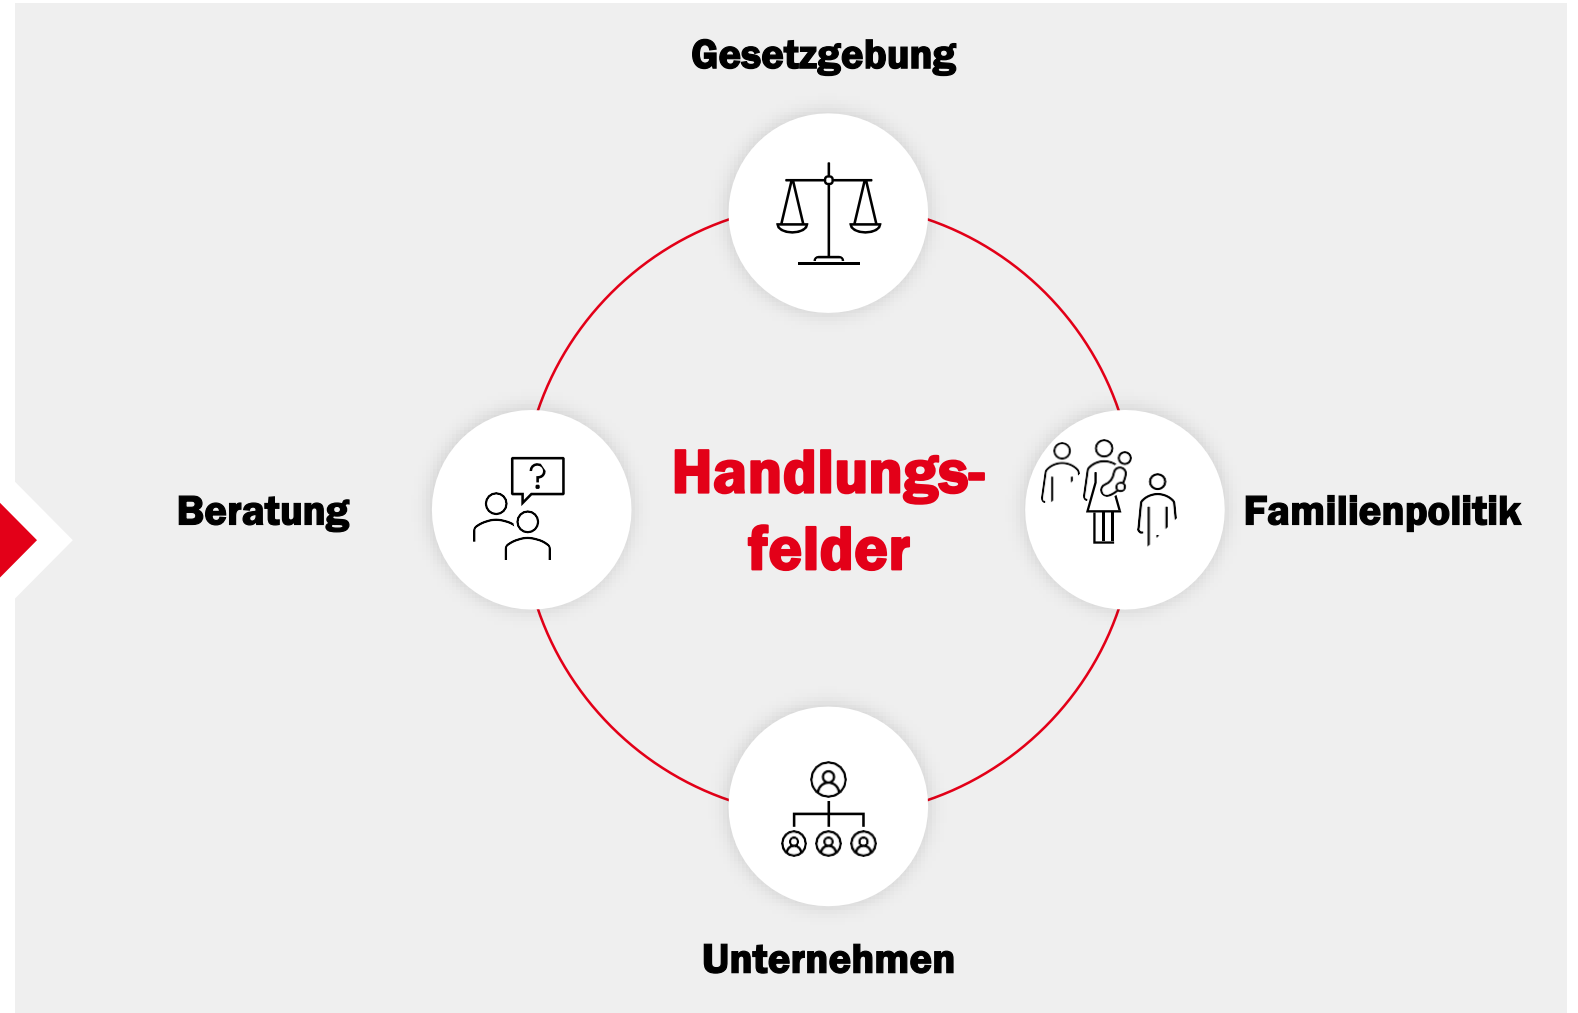 Gesetzgebung
Handlungs-
felder
Beratung
Familienpolitik
Unternehmen
?